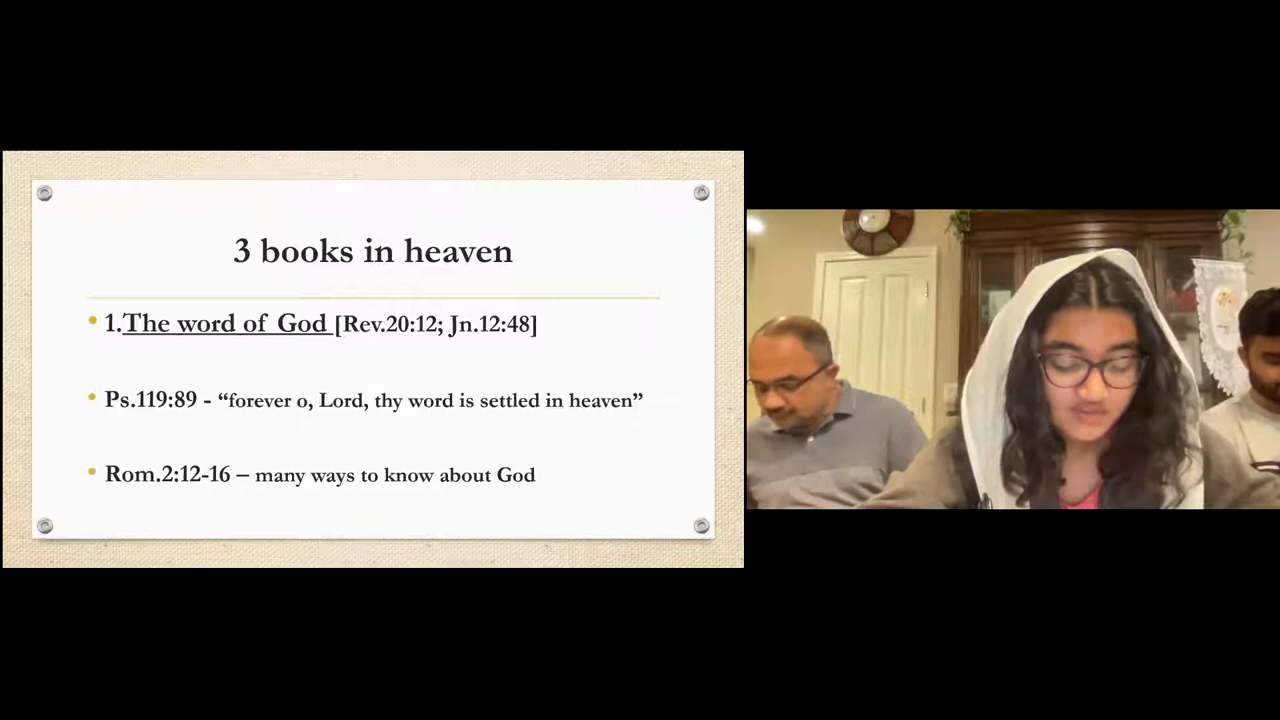 3 books in heaven
• 1.The word of God [Rev.20:12; Jn.12:48]
• Ps.119:89 - “forever o, Lord, thy word is settled in heaven”
• Rom.2:12-16 – many ways to know about God